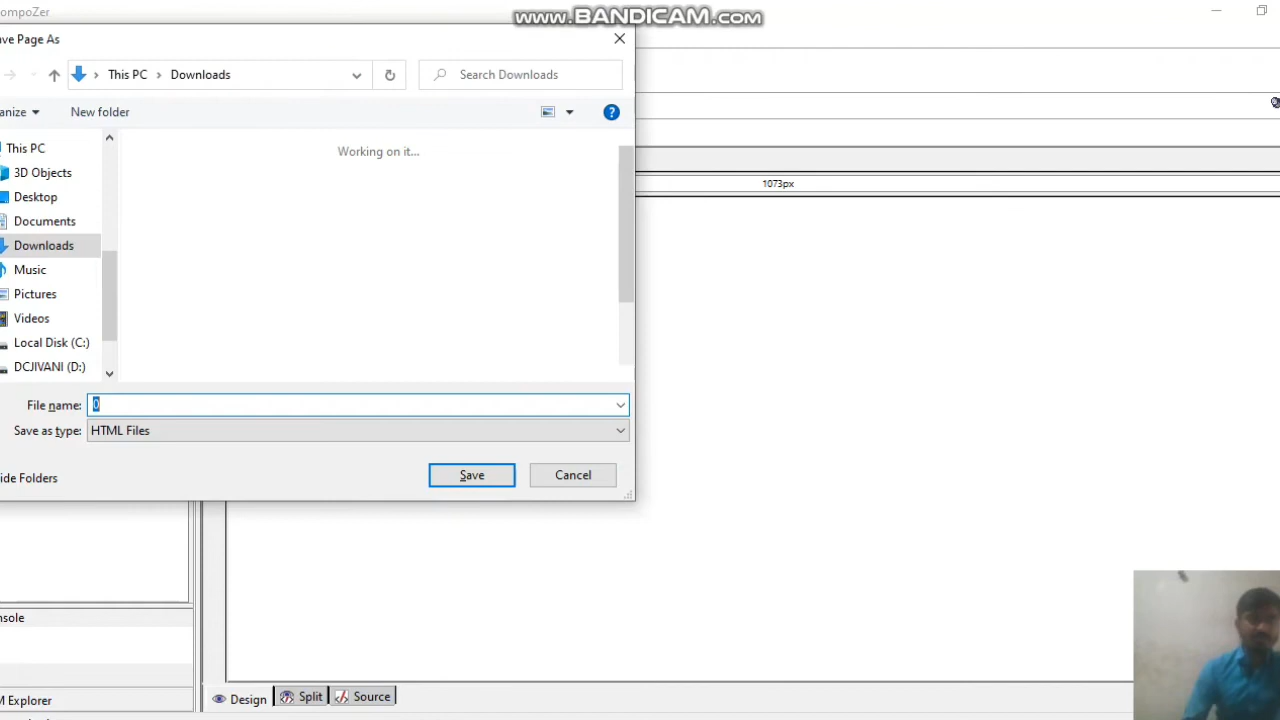 ompoZer
www.BANDICAM.com
ave Page As
This PC
Downloads
Search Downloads
anize
New folder
This PC
Working on it...
3D Objects
Desktop
Documents
Downloads
Music
Pictures
Videos
Local Disk (C:)
DCJIVANI (D:)
1073px
File name:
0
Save as type:
HTML Files
ide Folders
Save
Cancel
nsole
M Explorer
Design
Split
Source